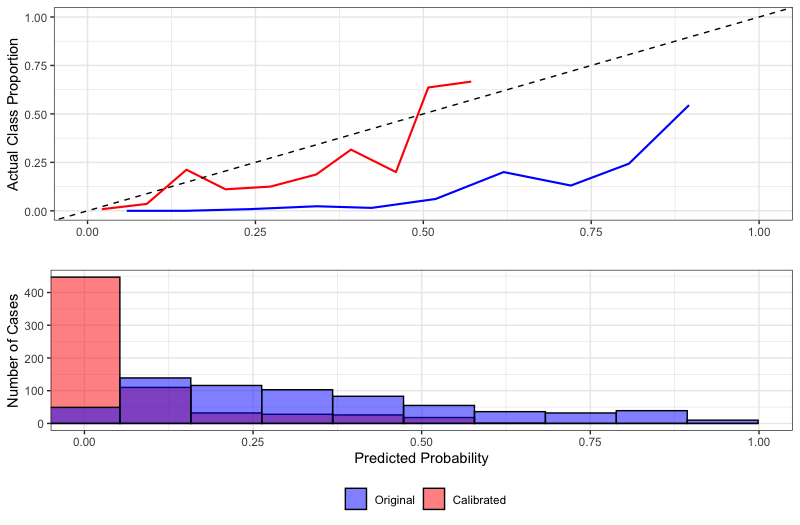 Actual Class Proportion
1.00
0.75
0.50
0.25
0.00
0.00 0.25 0.50 0.75 1.00
Number of Cases
400
300
200
100
0
0.00 0.25 0.50 0.75 1.00
Predicted Probability
Original Calibrated